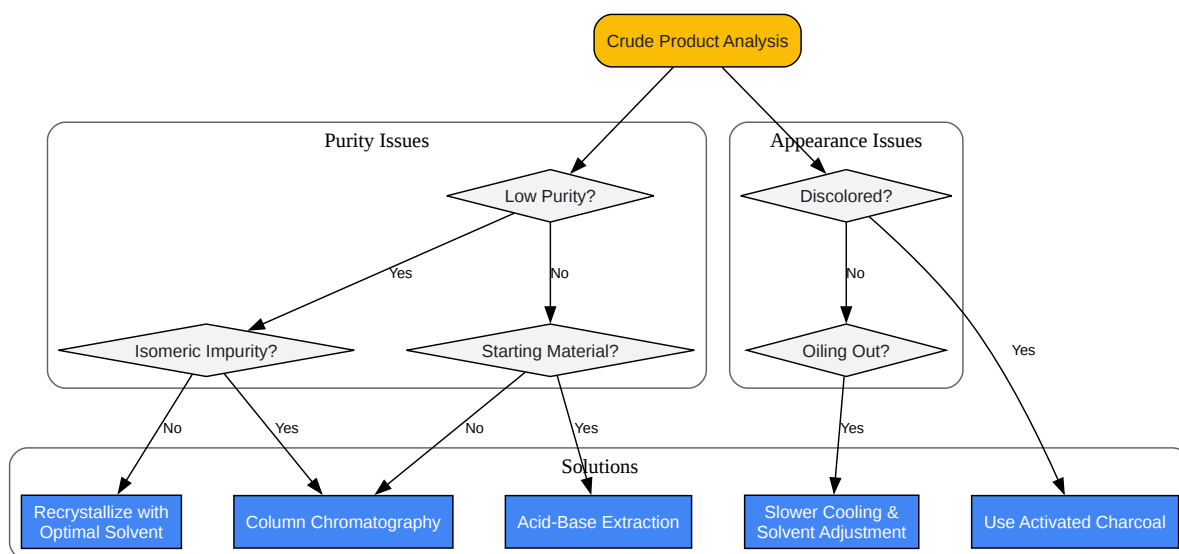 Crude Product Analysis
Purity Issues
Appearance Issues
Low Purity?
Discolored?
Yes
No
No
Isomeric Impurity?
Starting Material?
Oiling Out?
Yes
No
Yes
No
Yes
Yes
Solutions
Recrystallize with
Optimal Solvent
Column Chromatography
Acid-Base Extraction
Slower Cooling &
Solvent Adjustment
Use Activated Charcoal